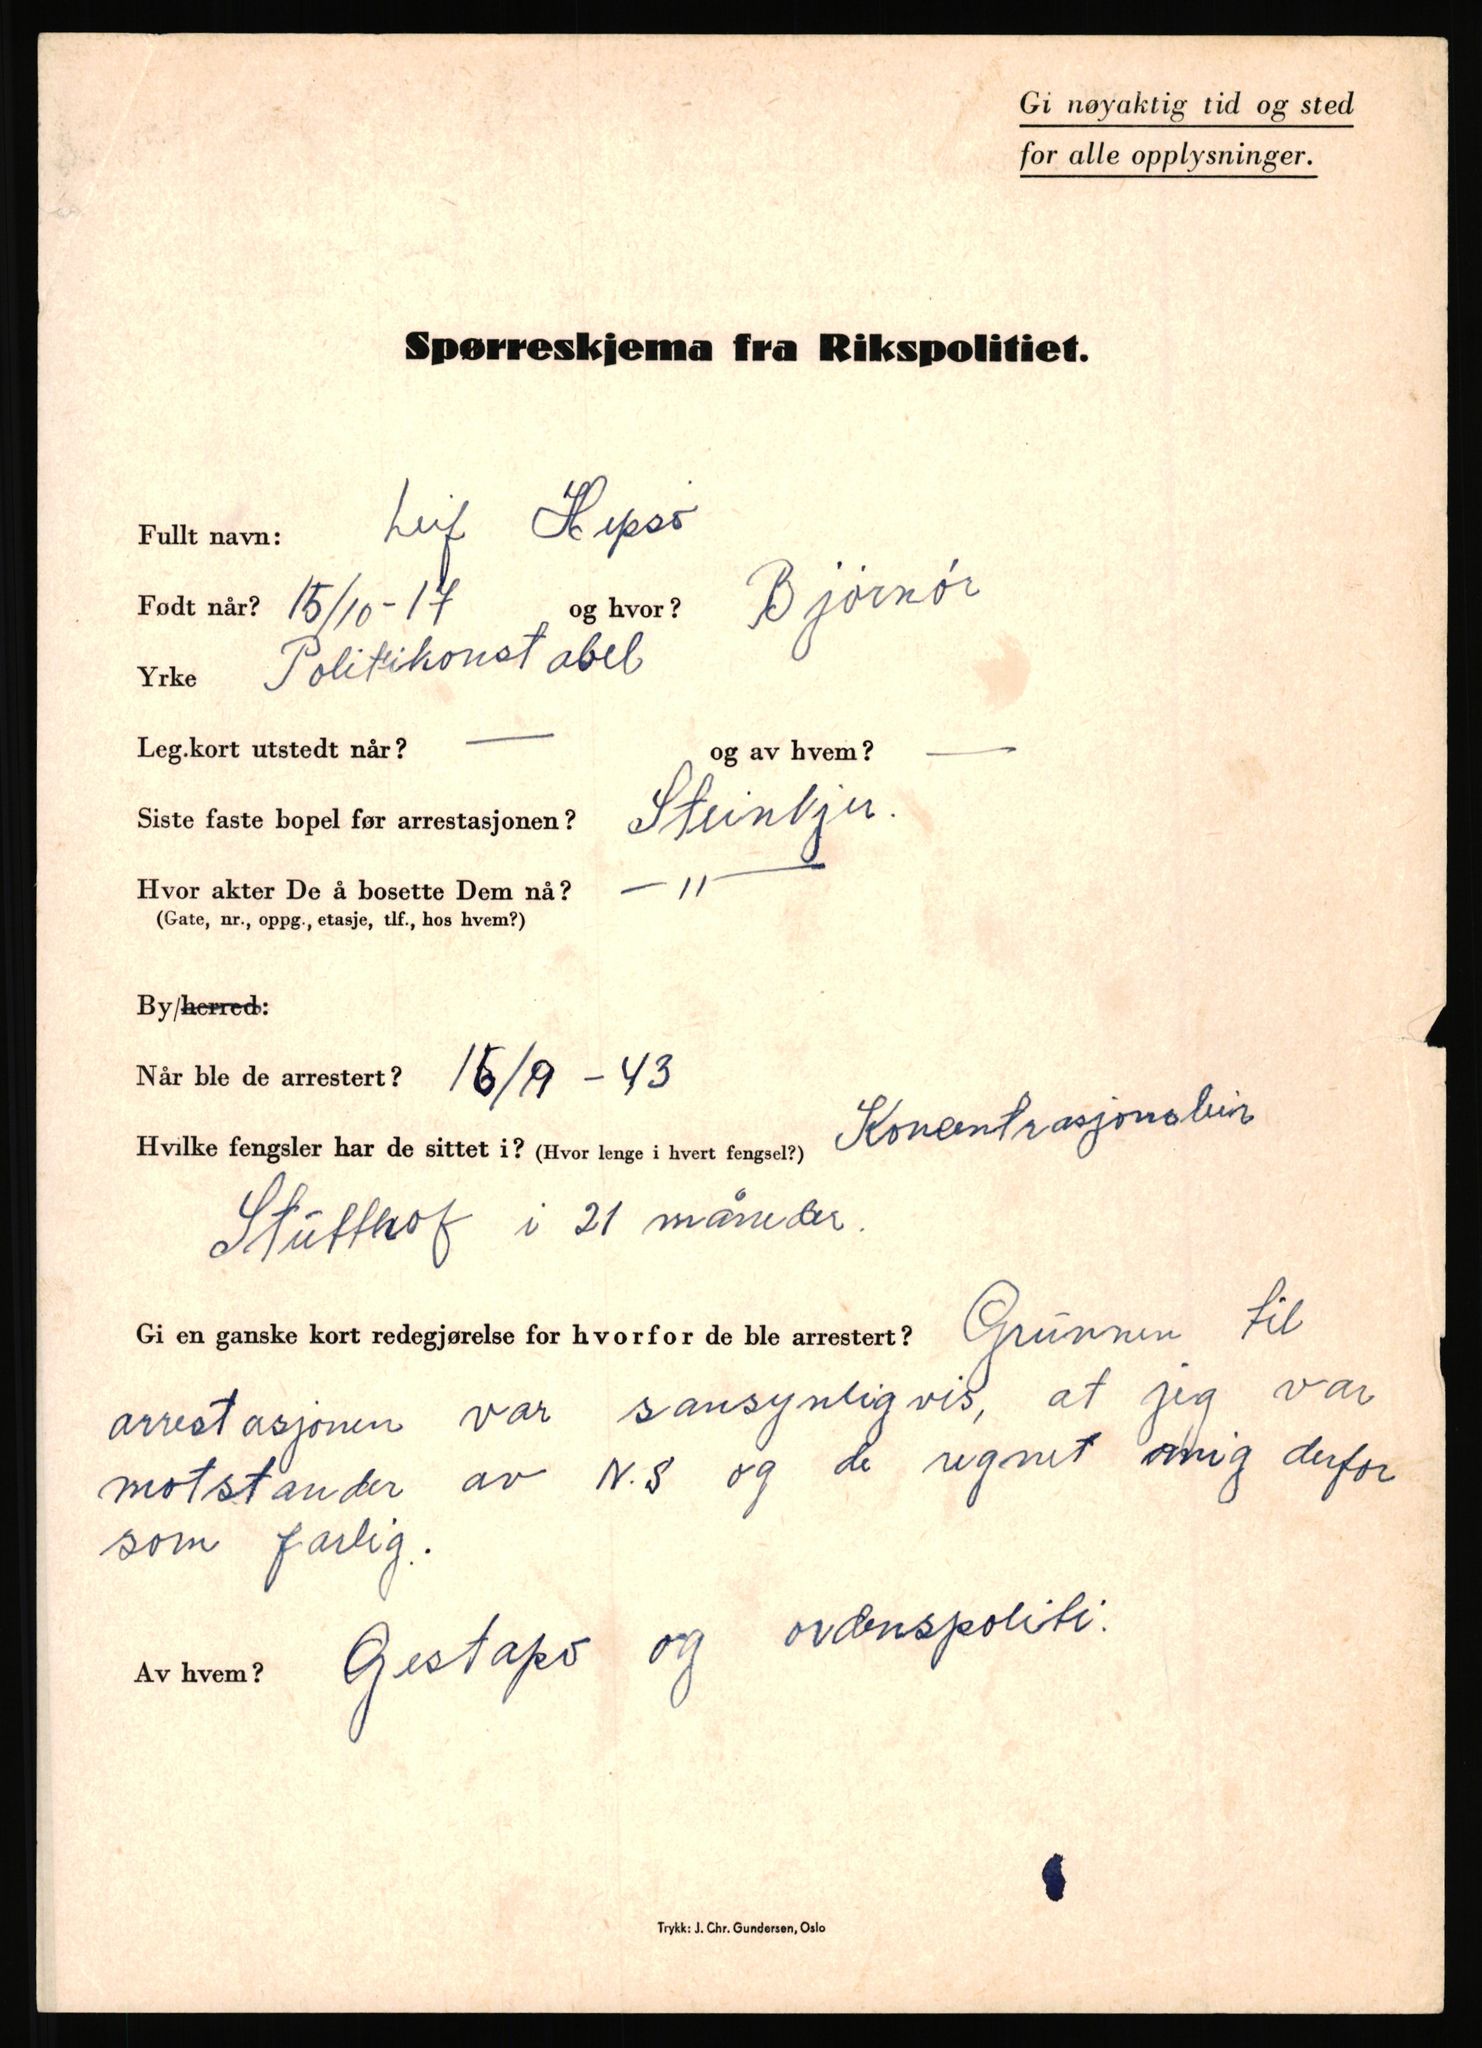 Gi nøyaktig tid og sted
for alle opplysninger.
Spørreskjema fra Rikspolitiet.
Fullt navn: Leif Hepsö
Født når? 15/10-17 og hvor? Bjørnör
Yrke Politikonstabel
Leg.kort utstedt når? — og av hvem? —
Siste faste bopel før arrestasjonen? Steinkjer.
Hvor akter De å bosette Dem nå? — " —
(Gate, nr., oppg., etasje, tlf., hos hvem?)
By/herred:
Når ble de arrestert? 16/9-43
Hvilke fengsler har de sittet i? (Hvor lenge i hvert fengsel?) Koncentrasjonsleir
Stutthof i 21 måneder.
Gi en ganske kort redegjørelse for hvorfor de ble arrestert? Grunnen til
arrestasjonen var sansynligvis, at jeg var
motstander av N.S og de regnet mig derfor
som farlig.
Av hvem? Gestapo og ordenspoliti.
Trykk: J. Chr. Gundersen, Oslo